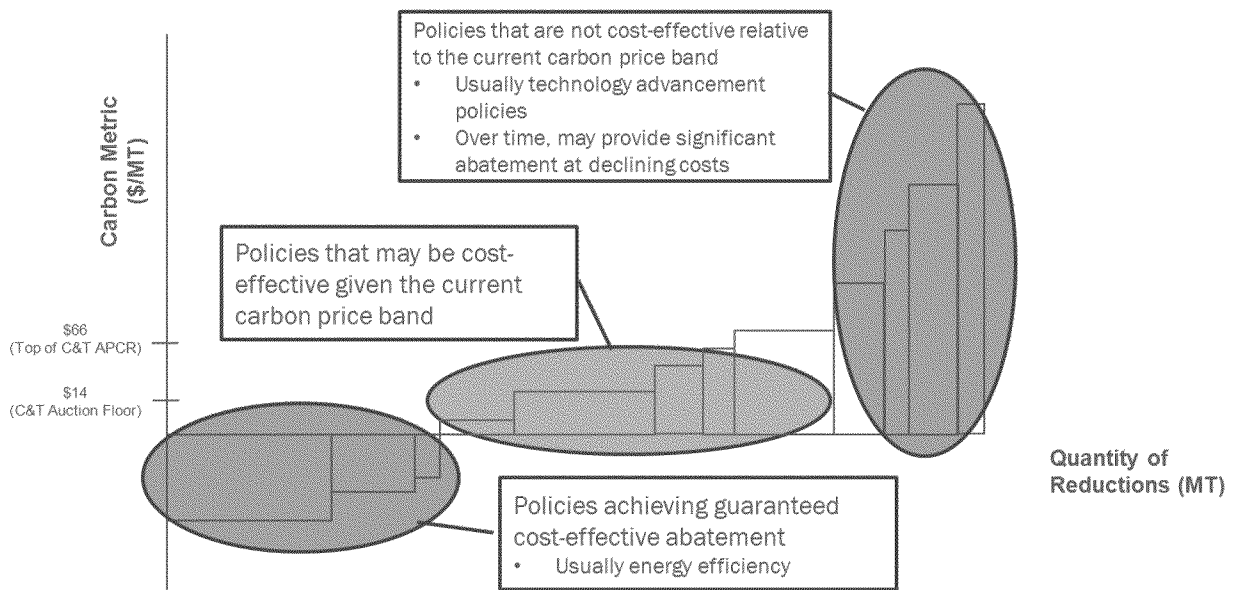 Policies that are not cost-effective relative
to the current carbon price band
• Usually technology advancement
policies
• Over time, may provide significant
abatement at declining costs
Carbon Metric
($/MT)
Policies that may be cost-
effective given the current
carbon price band
$66
(Top of C&T APCR)
$14
(C&T Auction Floor)
Quantity of
Reductions (MT)
Policies achieving guaranteed
cost-effective abatement
• Usually energy efficiency